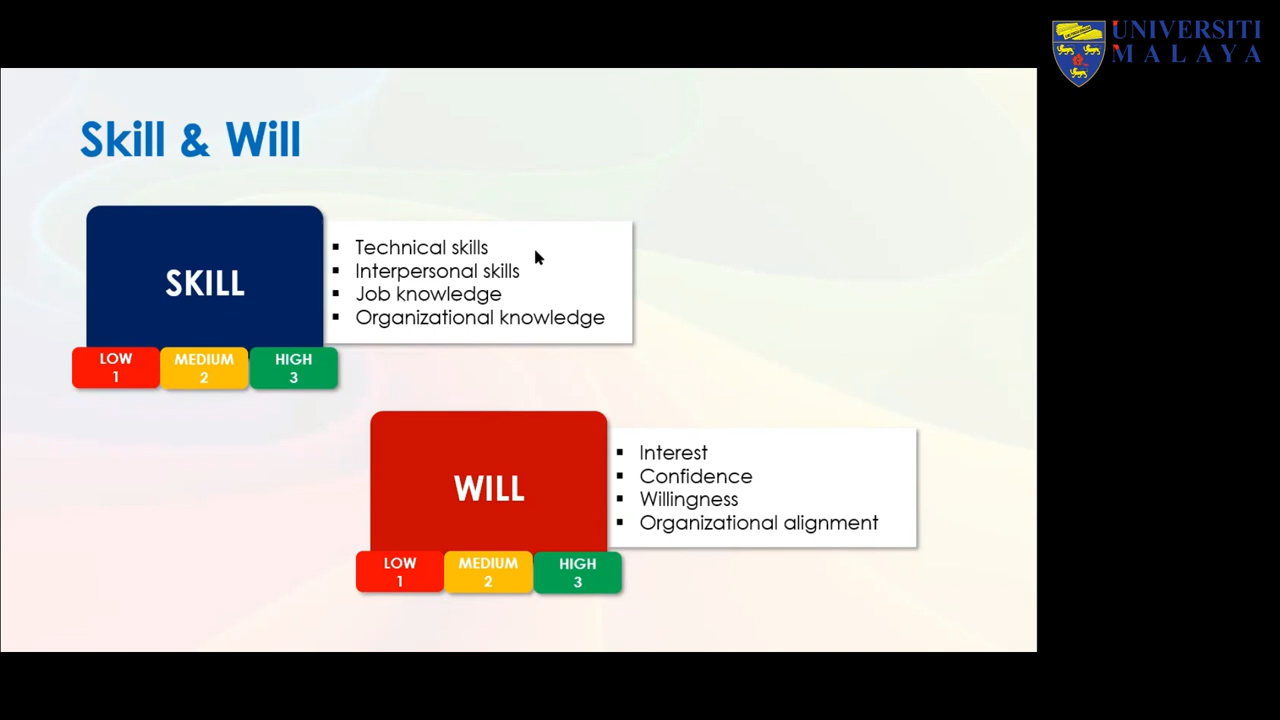 UNIVERSITI
MALAYA
Skill & Will
SKILL
▪ Technical skills
▪ Interpersonal skills
▪ Job knowledge
▪ Organizational knowledge
LOW
1
MEDIUM
2
HIGH
3
WILL
▪ Interest
▪ Confidence
▪ Willingness
▪ Organizational alignment
LOW
1
MEDIUM
2
HIGH
3